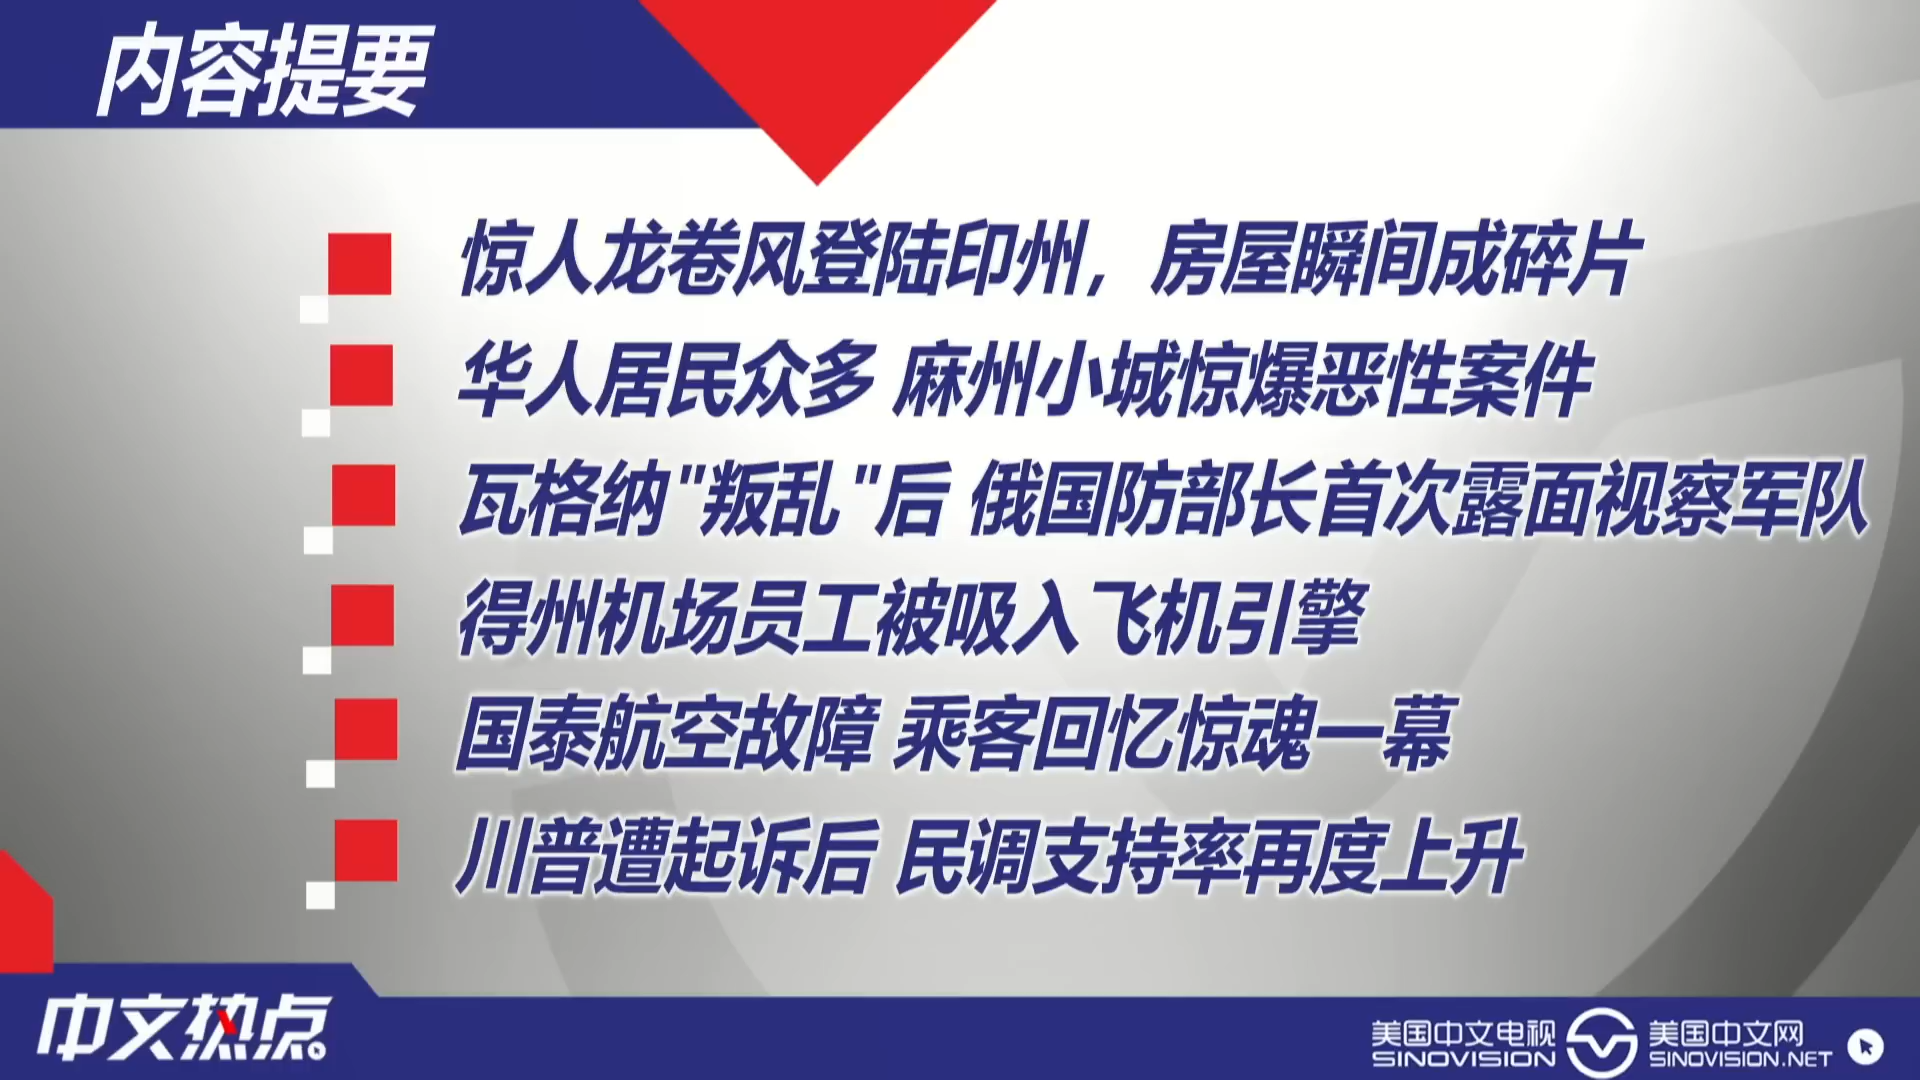 内容提要
惊人龙卷风登陆印州，房屋瞬间成碎片
华人居民众多 麻州小城惊爆恶性案件
瓦格纳"叛乱"后 俄国防部长首次露面视察军队
得州机场员工被吸入飞机引擎
国泰航空故障 乘客回忆惊魂一幕
川普遭起诉后 民调支持率再度上升
中文热点
美国中文电视
SINOVISION
美国中文网
SINOVISION.NET